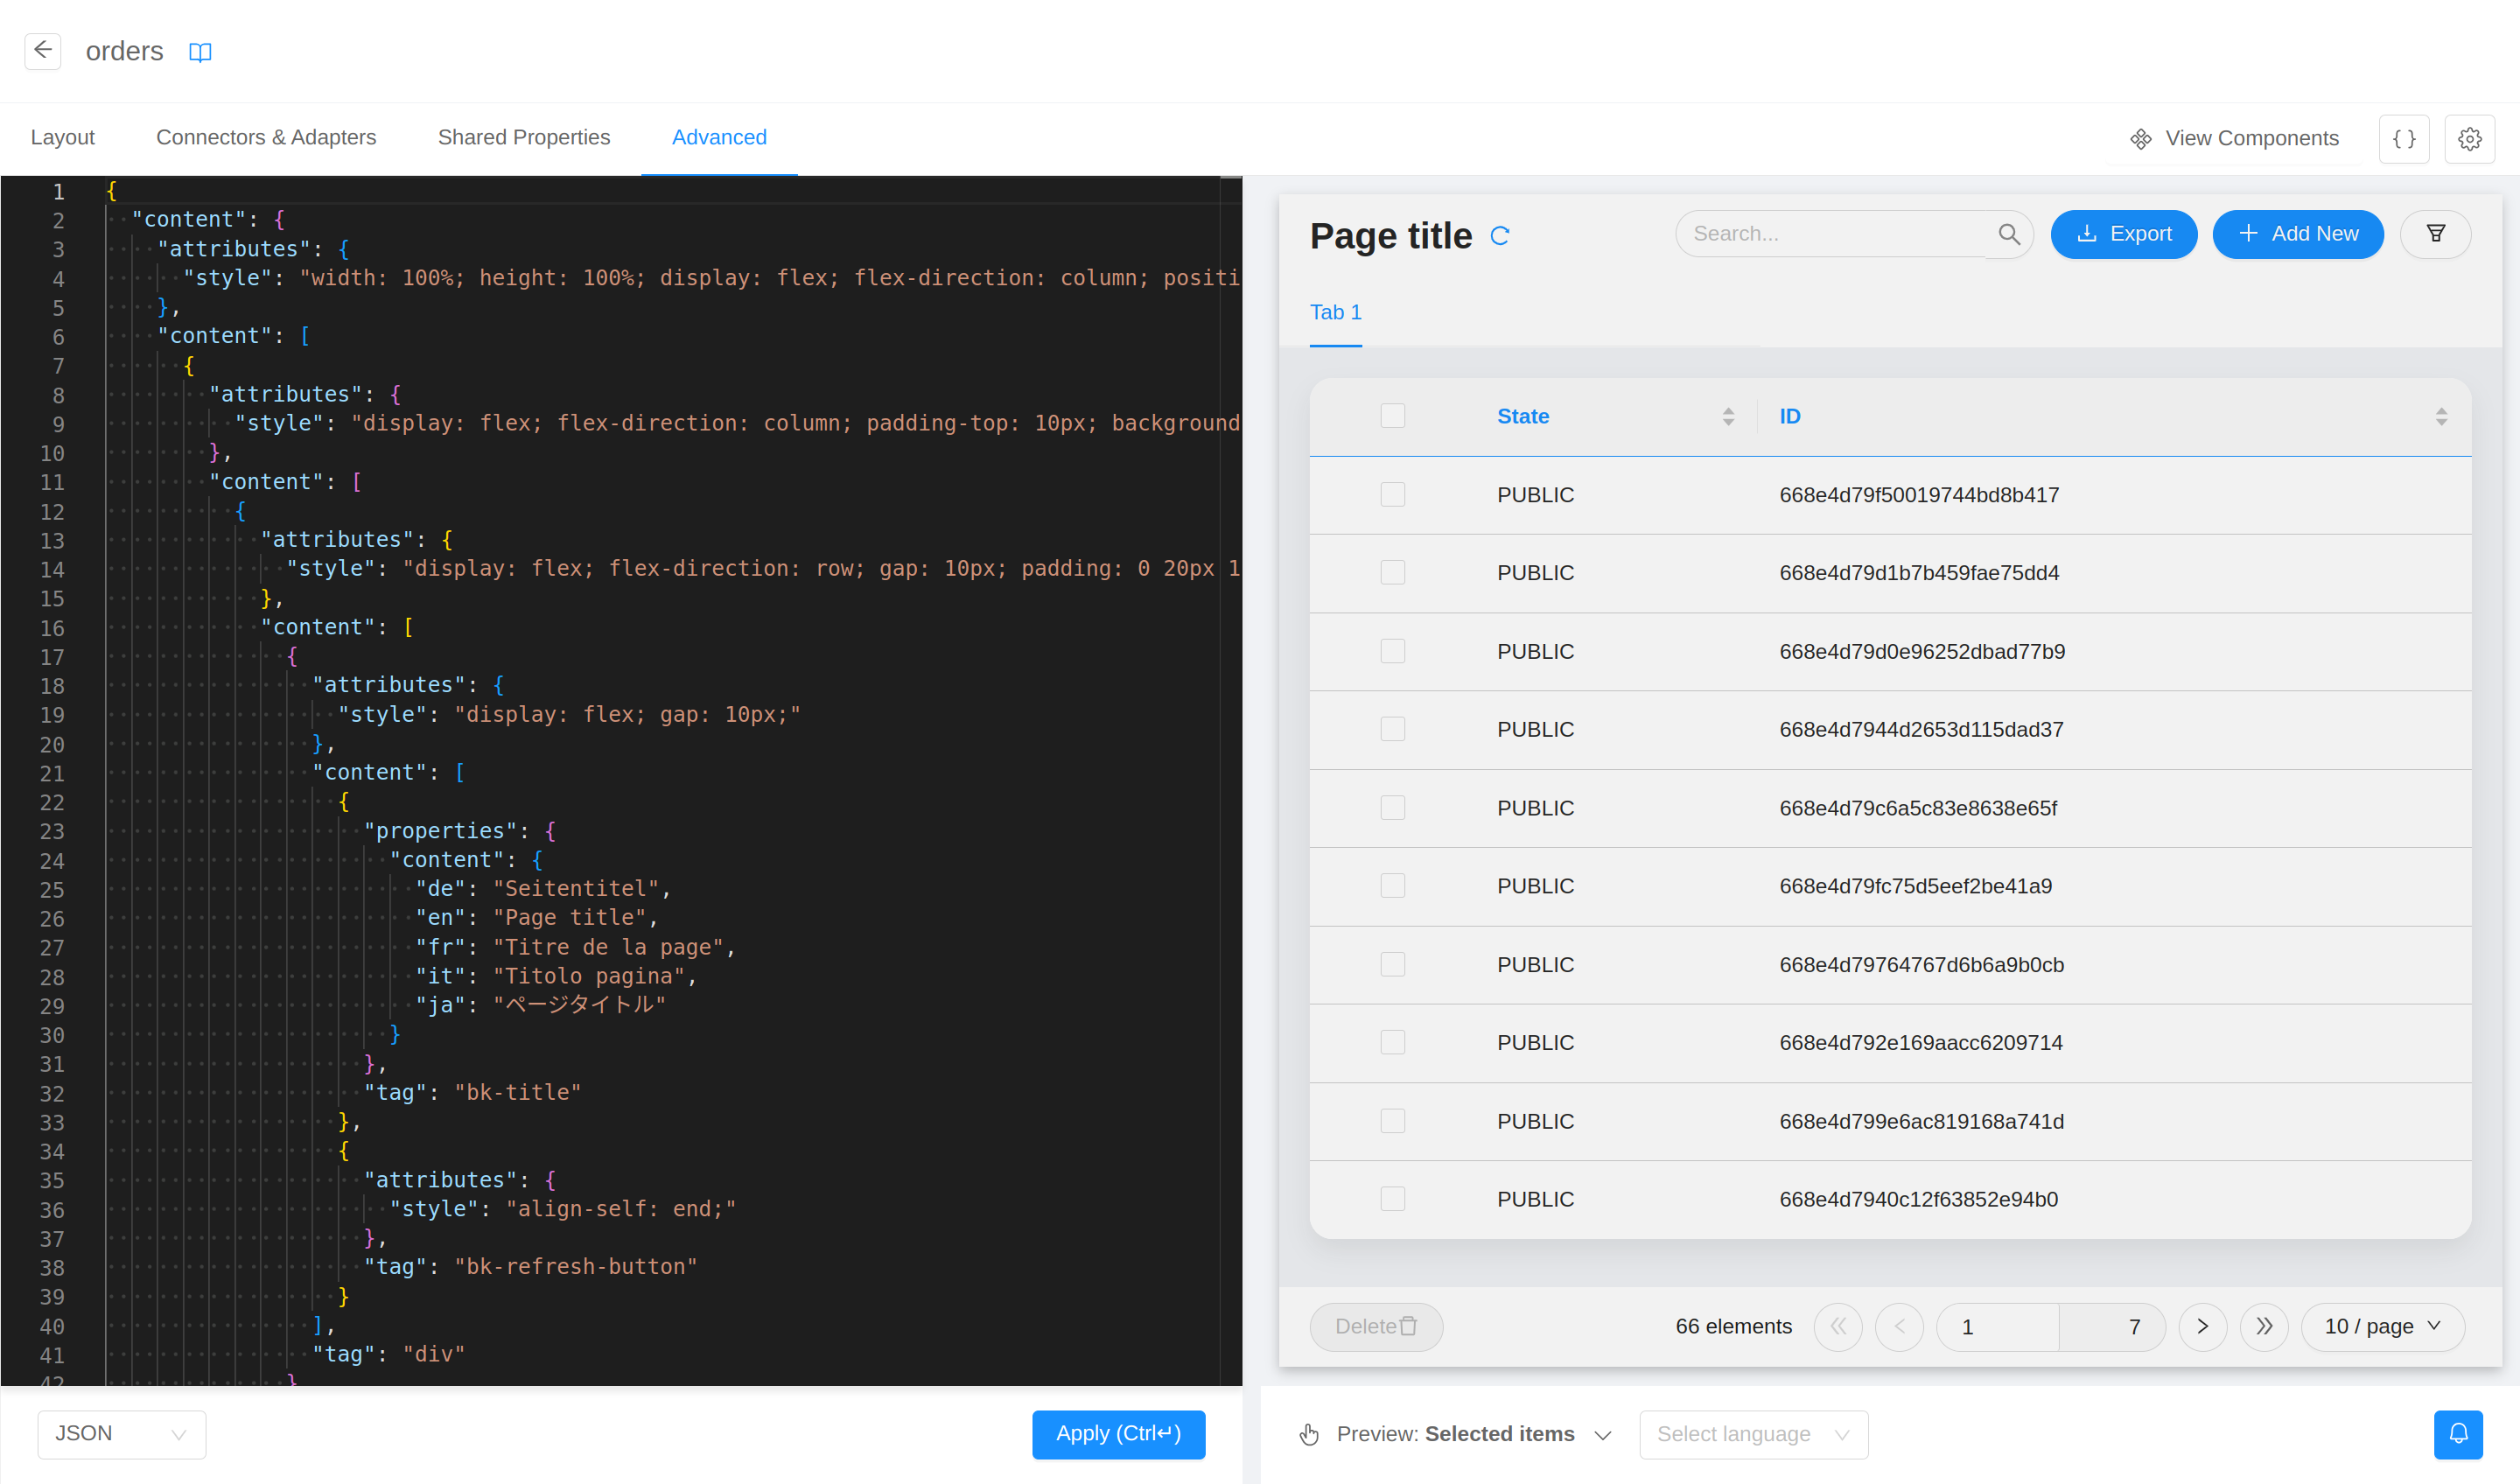 orders
Layout
Connectors & Adapters
Shared Properties
Advanced
View Components
1 {
2 "content": {
3 "attributes": {
4 "style": "width: 100%; height: 100%; display: flex; flex-direction: column; positi
5 },
6 "content": [
7 {
8 "attributes": {
9 "style": "display: flex; flex-direction: column; padding-top: 10px; background
10 },
11 "content": [
12 {
13 "attributes": {
14 "style": "display: flex; flex-direction: row; gap: 10px; padding: 0 20px 1
15 },
16 "content": [
17 {
18 "attributes": {
19 "style": "display: flex; gap: 10px;"
20 },
21 "content": [
22 {
23 "properties": {
24 "content": {
25 "de": "Seitentitel",
26 "en": "Page title",
27 "fr": "Titre de la page",
28 "it": "Titolo pagina",
29 "ja": "ページタイトル"
30 }
31 },
32 "tag": "bk-title"
33 },
34 {
35 "attributes": {
36 "style": "align-self: end;"
37 },
38 "tag": "bk-refresh-button"
39 }
40 ],
41 "tag": "div"
42 }
JSON
Apply (Ctrl↵)
Page title
Search...
Export
Add New
Tab 1
State ID
PUBLIC 668e4d79f50019744bd8b417
PUBLIC 668e4d79d1b7b459fae75dd4
PUBLIC 668e4d79d0e96252dbad77b9
PUBLIC 668e4d7944d2653d115dad37
PUBLIC 668e4d79c6a5c83e8638e65f
PUBLIC 668e4d79fc75d5eef2be41a9
PUBLIC 668e4d79764767d6b6a9b0cb
PUBLIC 668e4d792e169aacc6209714
PUBLIC 668e4d799e6ac819168a741d
PUBLIC 668e4d7940c12f63852e94b0
Delete
66 elements
1 7
10 / page
Preview: Selected items
Select language